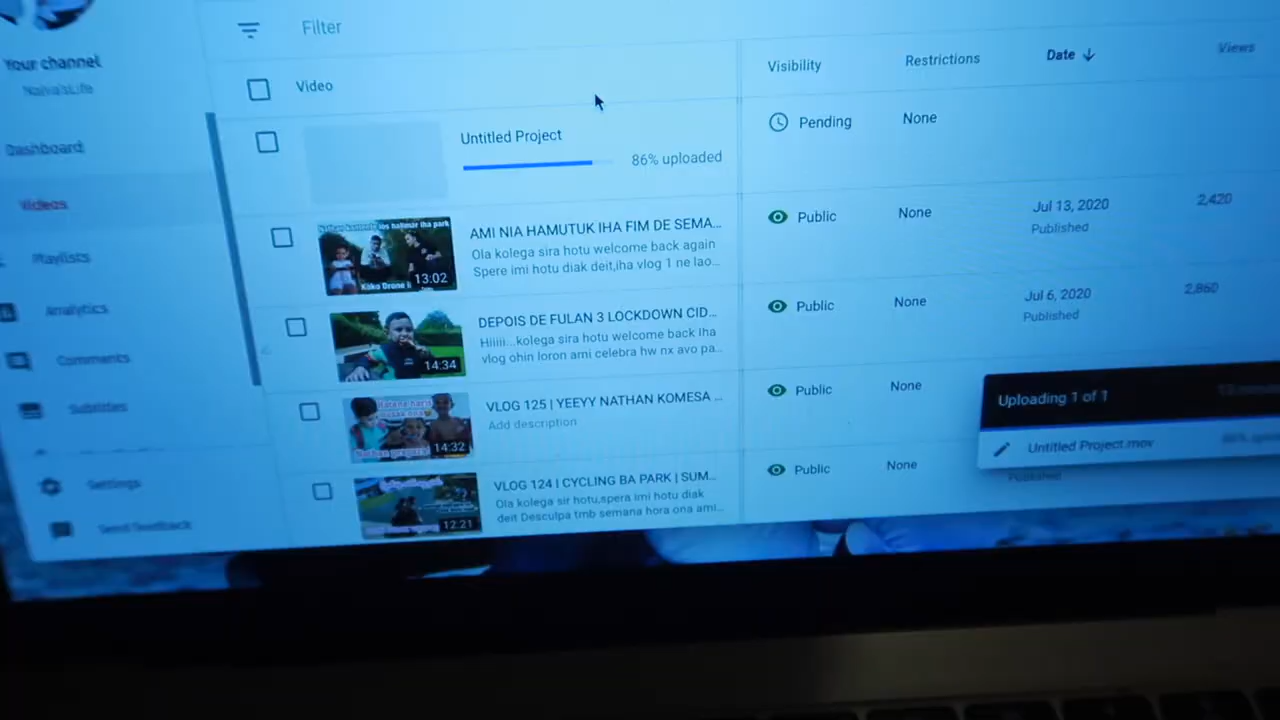 Your channel
Naiva'sLife
Dashboard
Videos
Playlists
Analytics
Comments
Subtitles
Settings
Send feedback
Filter
Video
Visibility
Restrictions
Date
Views
Untitled Project
86% uploaded
Pending
None
13:02
AMI NIA HAMUTUK IHA FIM DE SEMA...
Ola kolega sira hotu welcome back again
Spere imi hotu diak deit,iha vlog 1 ne lao...
Public
None
Jul 13, 2020
Published
2,420
14:34
DEPOIS DE FULAN 3 LOCKDOWN CID...
Hiiiii...kolega sira hotu welcome back Iha
vlog ohin loron ami celebra hw nx avo pa...
Public
None
Jul 6, 2020
Published
2,860
14:32
VLOG 125 | YEEYY NATHAN KOMESA ...
Add description
Public
None
12:21
VLOG 124 I CYCLING BA PARK | SUM...
Ola kolega sir hotu,spera imi hotu diak
deit Desculpa tmb semana hora ona ami...
Public
None
Published
Uploading 1 of 1
Untitled Project.mov